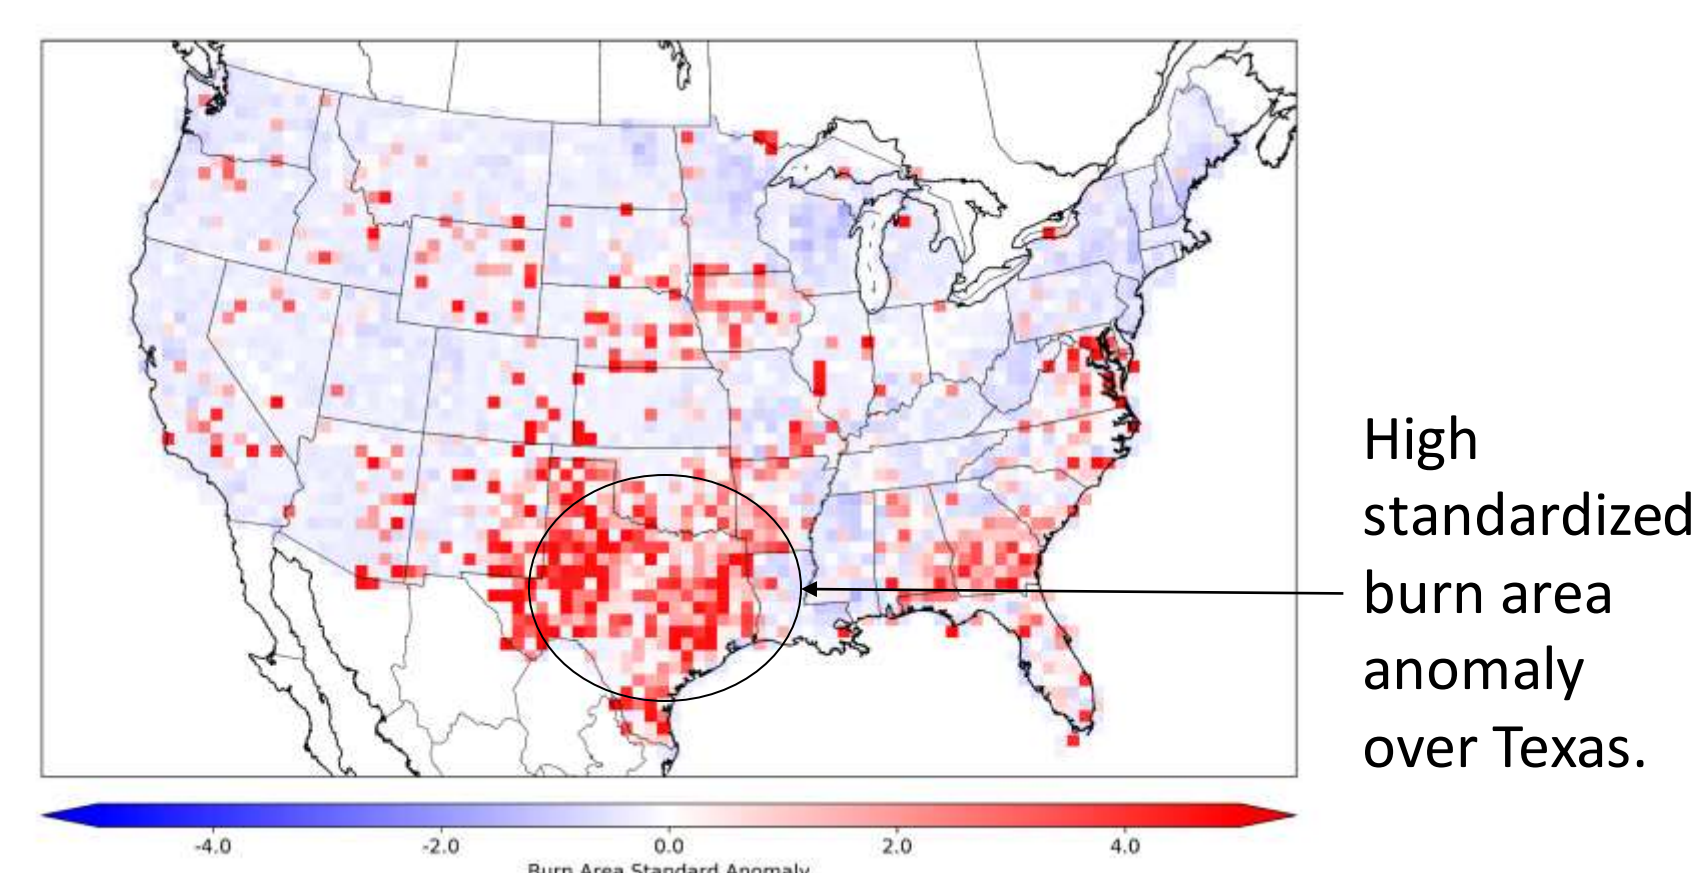 High
standardized
burn area
anomaly
over Texas.
-4.0 -2.0 0.0 2.0 4.0
Burn Area Standard Anomaly